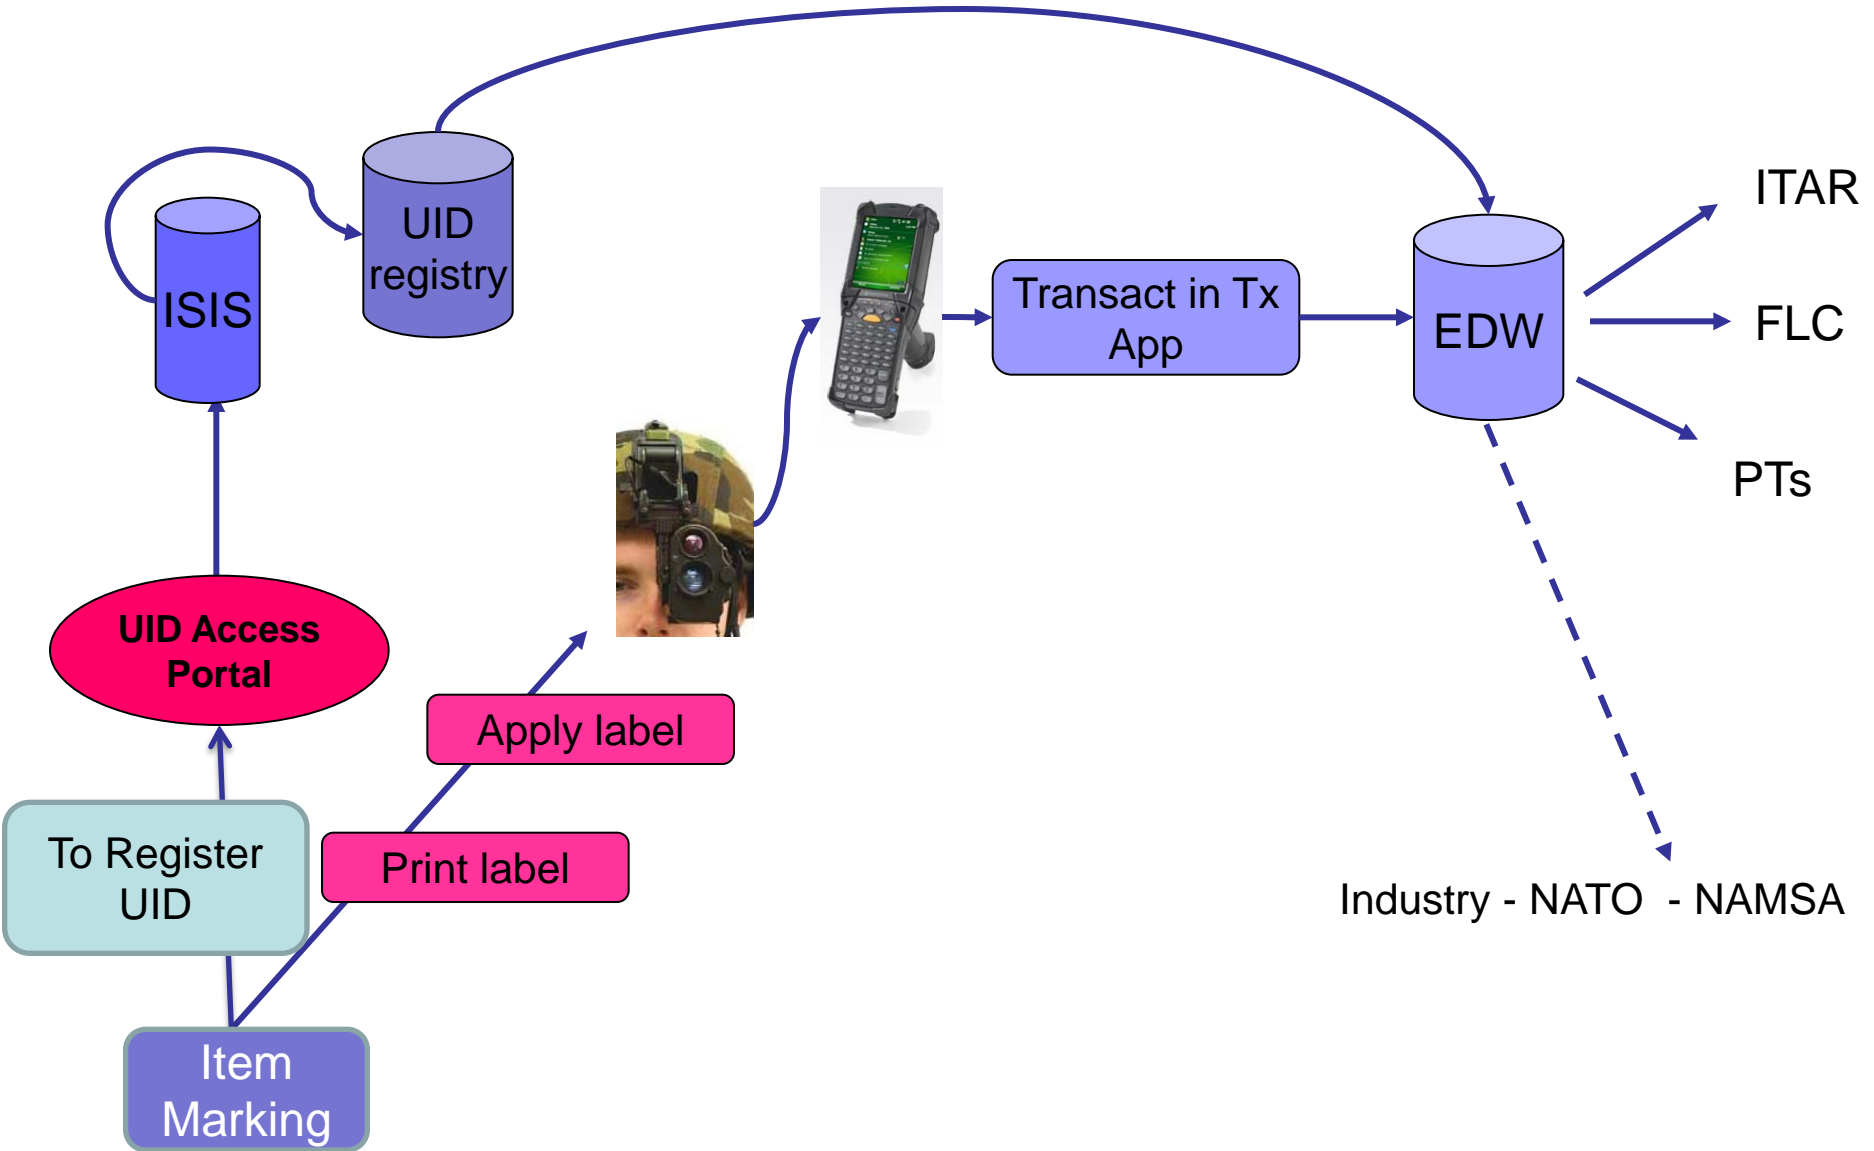 UID
registry
ISIS
Transact in Tx
App
EDW
ITAR
FLC
PTs
UID Access
Portal
Apply label
To Register
UID
Print label
Industry - NATO  - NAMSA
Item
Marking